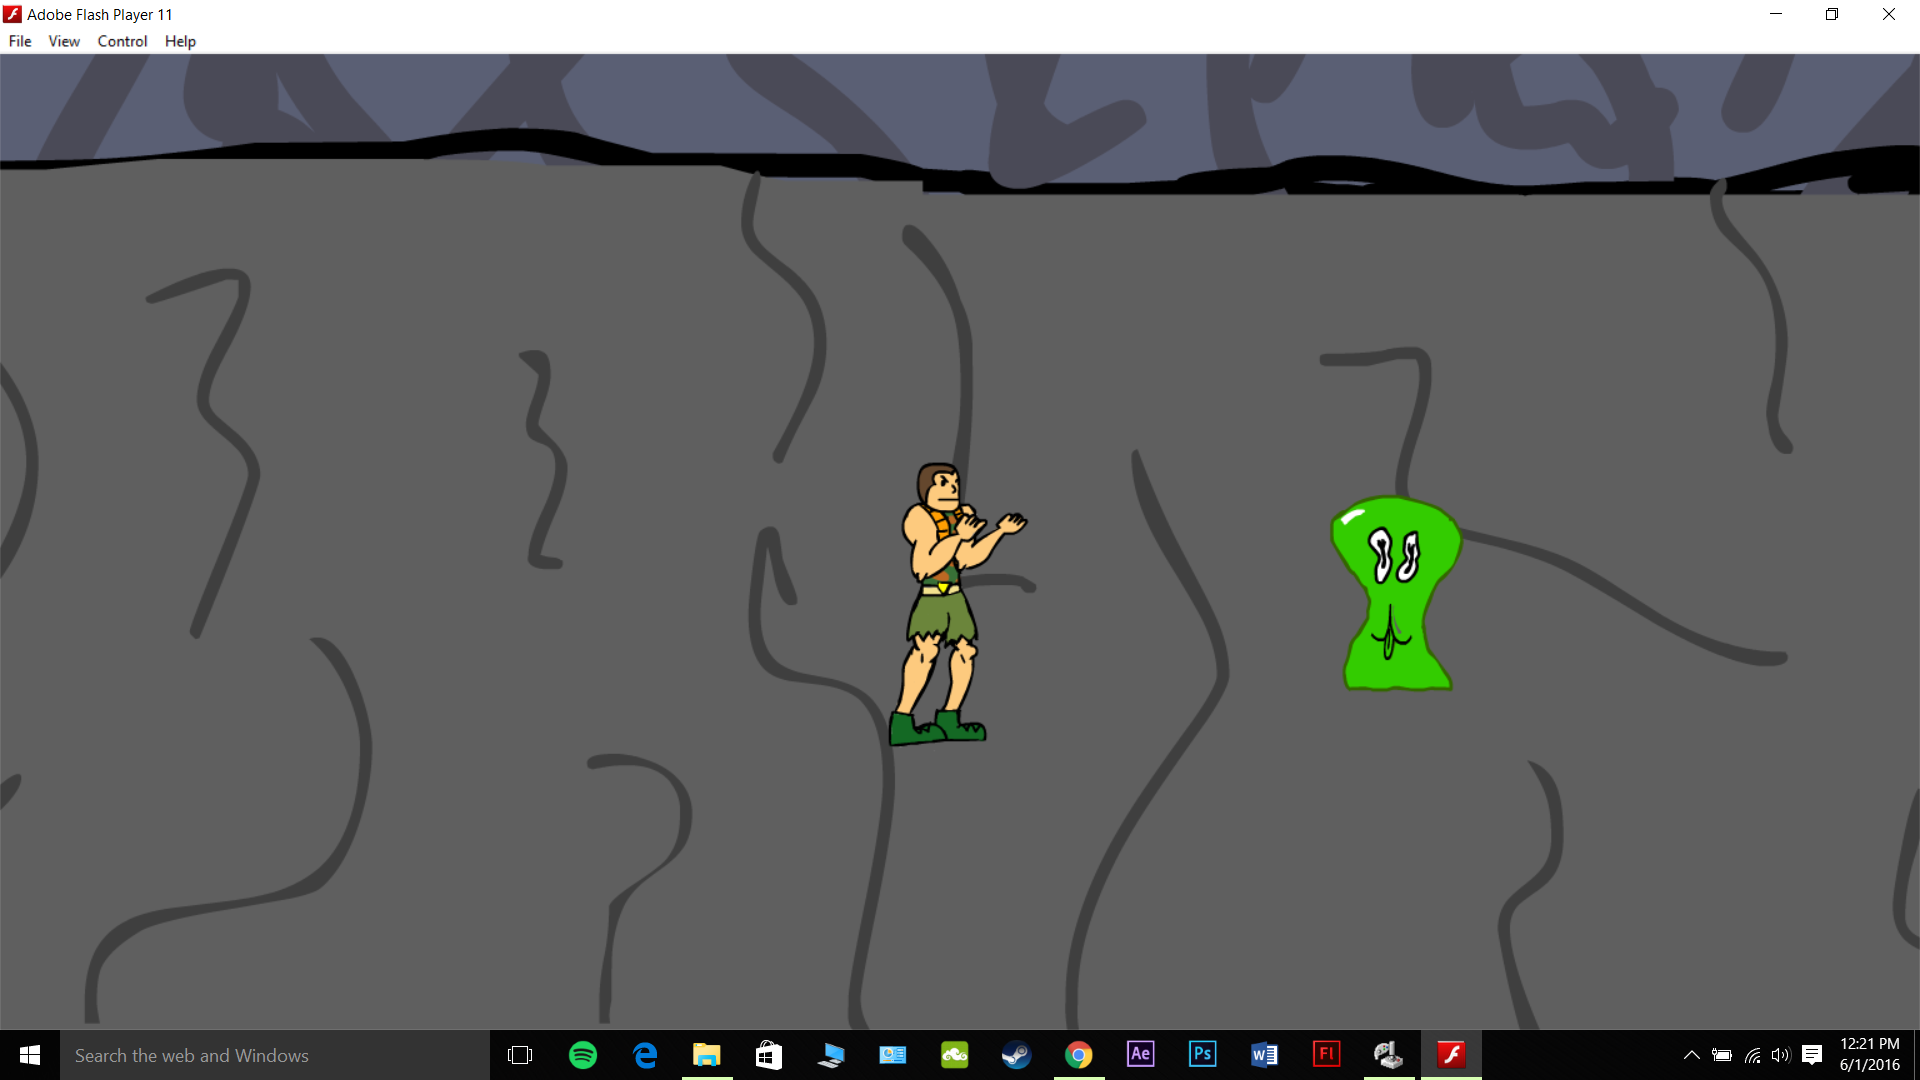 Adobe Flash Player 11
File View Control Help
Search the web and Windows
Ae
Ps
Fl
12:21 PM
6/1/2016